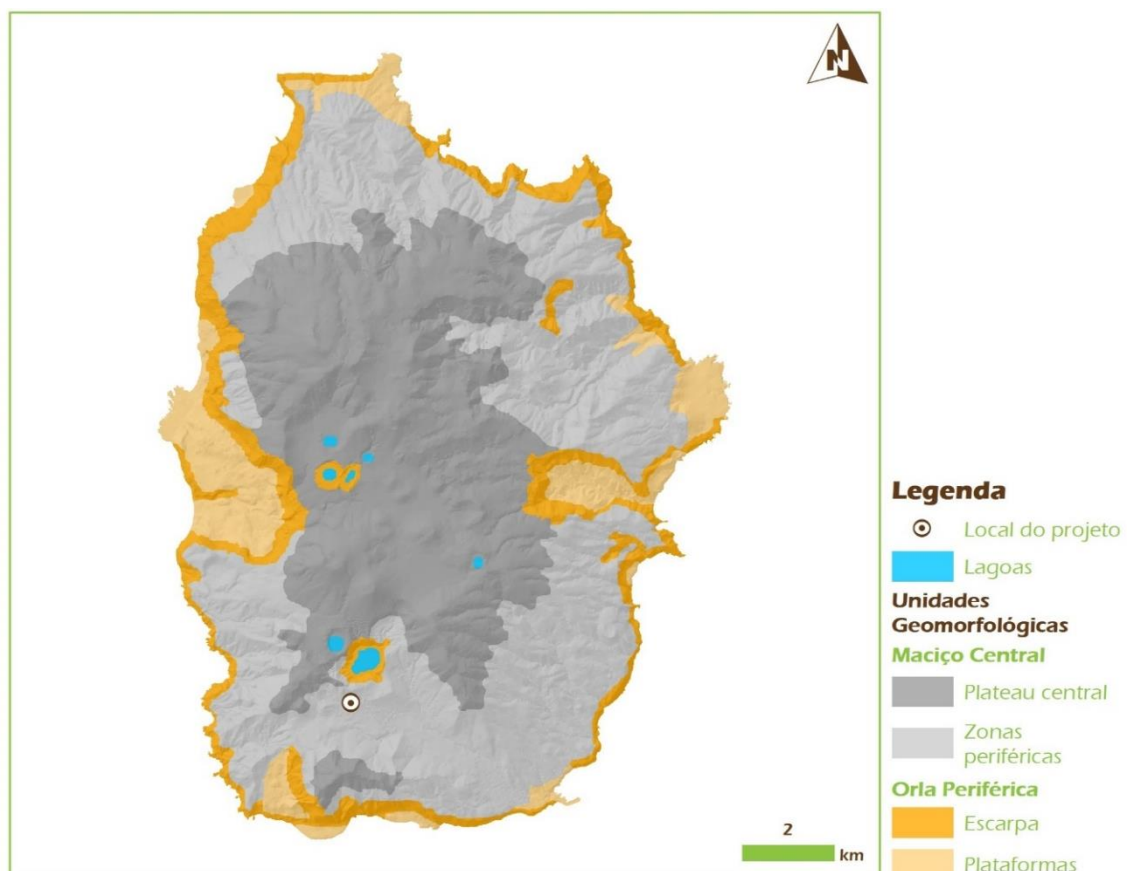 N
Legenda
Local do projeto
Lagoas
Unidades
Geomorfológicas
Maciço Central
Plateau central
Zonas
periféricas
Orla Periférica
Escarpa
Plataformas
2
km